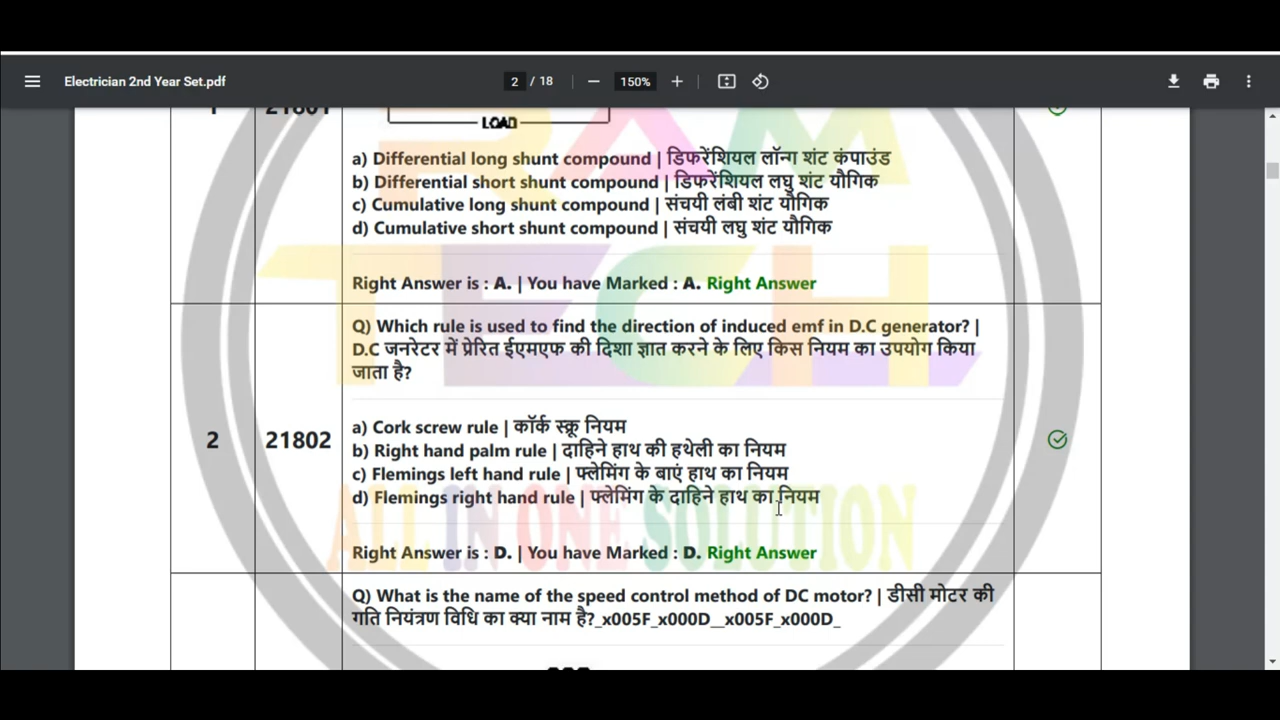 Electrician 2nd Year Set.pdf
2 / 18
150%
1 21801
LOAD
a) Differential long shunt compound | डिफरेंशियल लॉन्ग शंट कंपाउंड
b) Differential short shunt compound | डिफरेंशियल लघु शंट यौगिक
c) Cumulative long shunt compound | संचयी लंबी शंट यौगिक
d) Cumulative short shunt compound | संचयी लघु शंट यौगिक
Right Answer is : A. | You have Marked : A. Right Answer
Q) Which rule is used to find the direction of induced emf in D.C generator? |
D.C जनरेटर में प्रेरित ईएमएफ की दिशा ज्ञात करने के लिए किस नियम का उपयोग किया
जाता है?
2 21802
a) Cork screw rule | कॉर्क स्क्रू नियम
b) Right hand palm rule | दाहिने हाथ की हथेली का नियम
c) Flemings left hand rule | फ्लेमिंग के बाएं हाथ का नियम
d) Flemings right hand rule | फ्लेमिंग के दाहिने हाथ का नियम
Right Answer is : D. | You have Marked : D. Right Answer
Q) What is the name of the speed control method of DC motor? | डीसी मोटर की
गति नियंत्रण विधि का क्या नाम है?_x005F_x000D__x005F_x000D_
RAM
TECH
ALL IN ONE SOLUTION